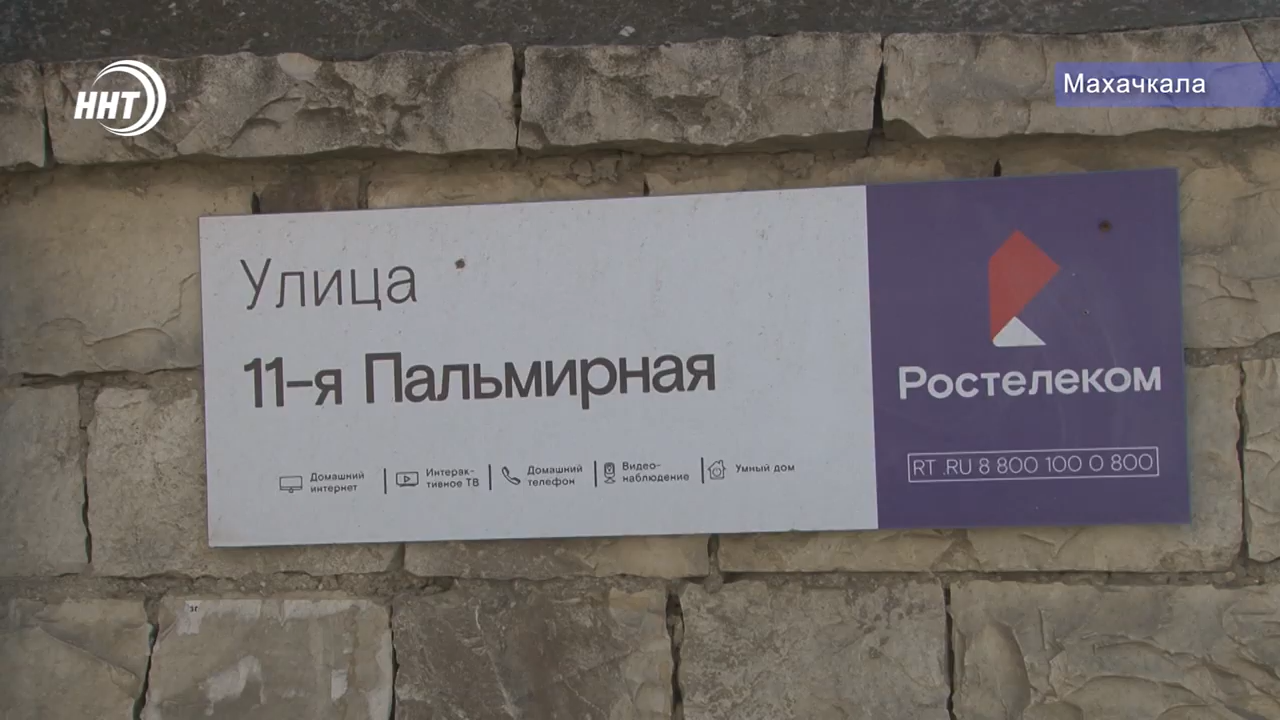 ННТ
Махачкала
Улица
11-я Пальмирная
Домашний
интернет
Интерак-
тивное ТВ
Домашний
телефон
Видео-
наблюдение
Умный дом
Ростелеком
RT .RU 8 800 100 0 800